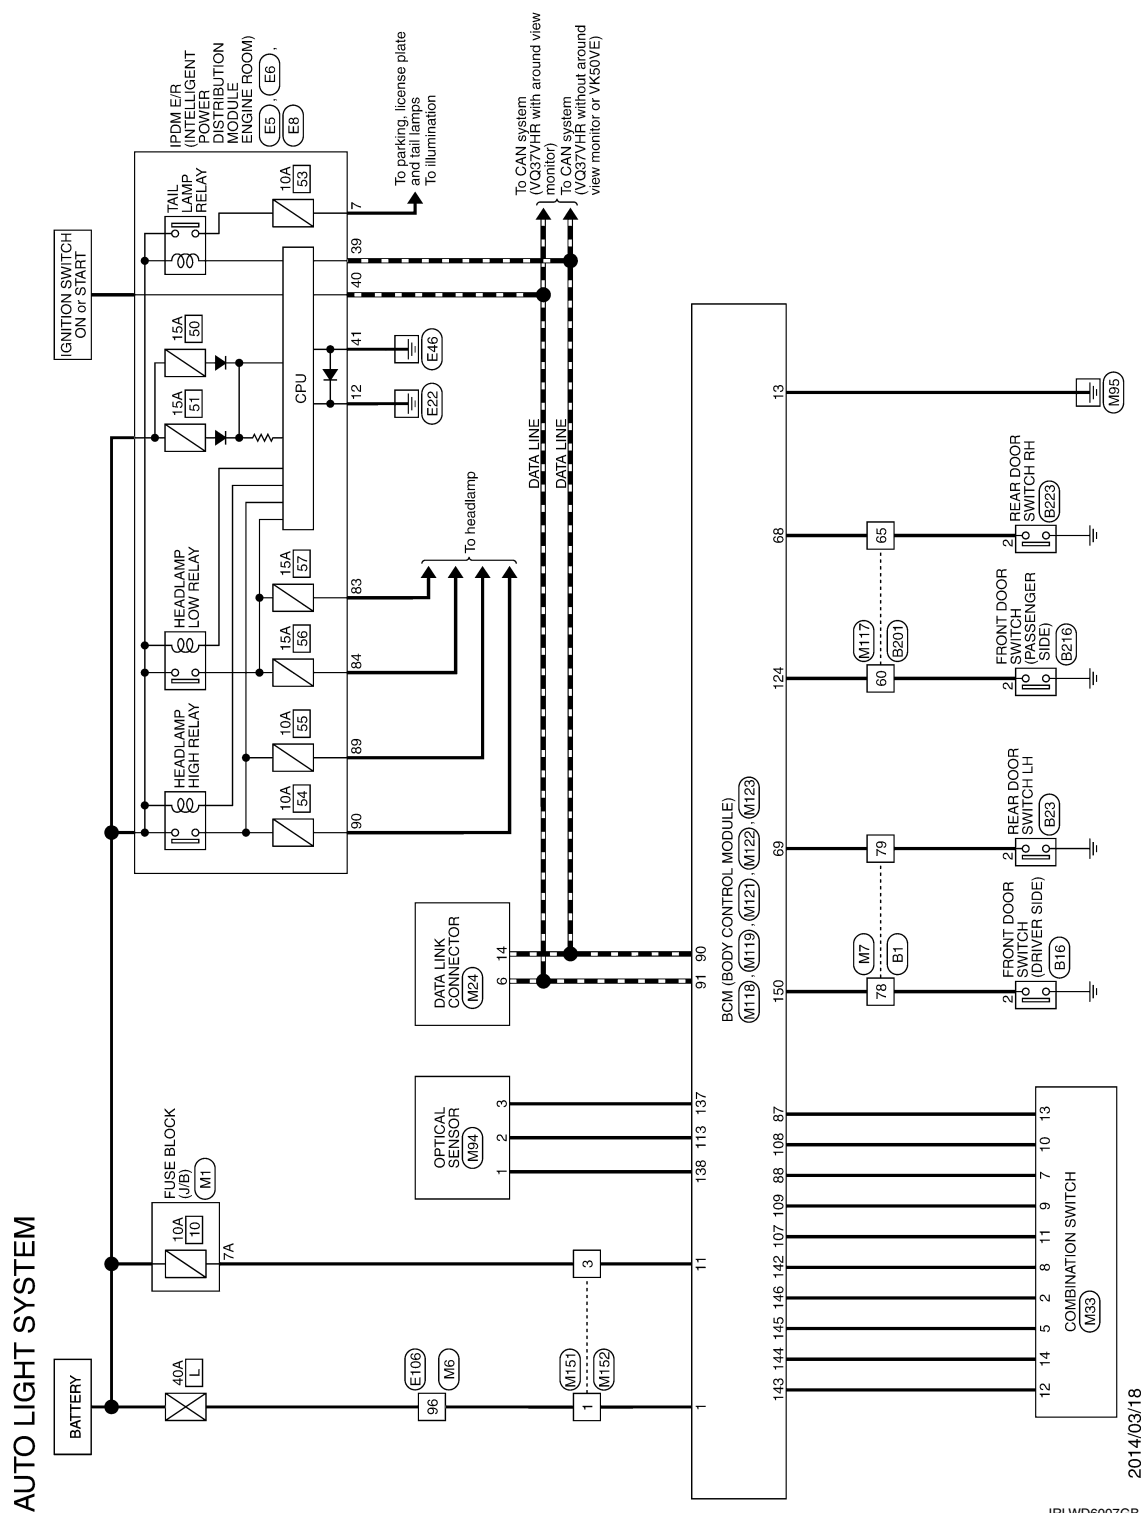 AUTO LIGHT SYSTEM
BATTERY
IGNITION SWITCH
ON or START
40A
L
FUSE BLOCK
(J/B)
M1
10A
10
7A
E106
M6
96
M151
M152
1
3
1
11
OPTICAL
SENSOR
M94
1
2
3
138
113
137
DATA LINK
CONNECTOR
M24
6
14
91
90
IPDM E/R
(INTELLIGENT
POWER
DISTRIBUTION
MODULE
ENGINE ROOM)
E5 , E6 ,
E8
HEADLAMP
HIGH RELAY
HEADLAMP
LOW RELAY
TAIL
LAMP
RELAY
15A
51
15A
50
10A
54
10A
55
15A
56
15A
57
10A
53
CPU
90
89
84
83
12
41
40
39
7
E22
E46
To headlamp
To parking, license plate
and tail lamps
To illumination
To CAN system
(VQ37VHR with around view
monitor)
To CAN system
(VQ37VHR without around
view monitor or VK50VE)
DATA LINE
DATA LINE
BCM (BODY CONTROL MODULE)
M118 , M119 , M121 , M122 , M123
143
144
145
146
142
107
109
88
108
87
12
14
5
2
8
11
9
7
10
13
COMBINATION SWITCH
M33
150
69
124
68
13
M7
B1
78
79
M117
B201
60
65
2
FRONT DOOR
SWITCH
(DRIVER SIDE)
B16
2
REAR DOOR
SWITCH LH
B23
2
FRONT DOOR
SWITCH
(PASSENGER
SIDE)
B216
2
REAR DOOR
SWITCH RH
B223
M95
2014/03/18